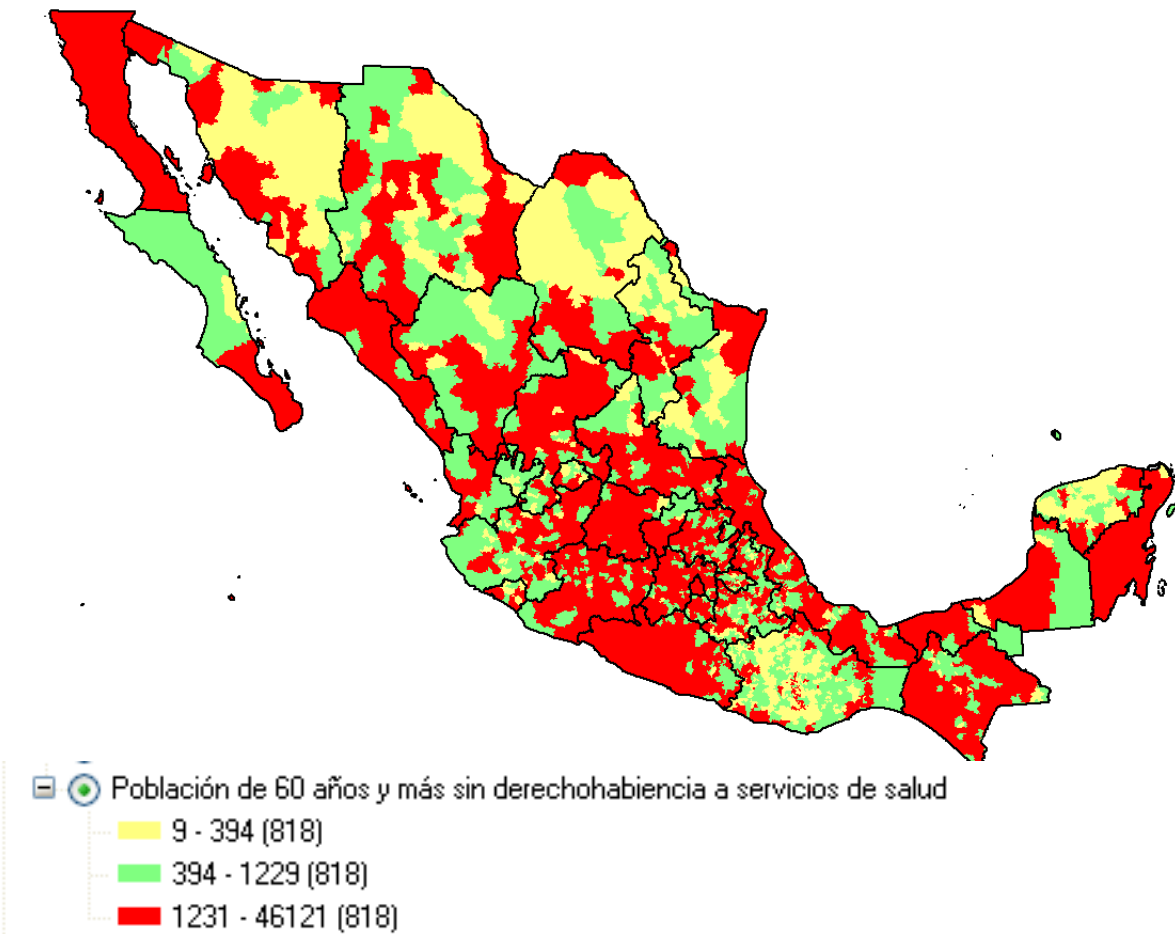 Población de 60 años y más sin derechohabiencia a servicios de salud
9 - 394 (818)
394 - 1229 (818)
1231 - 46121 (818)